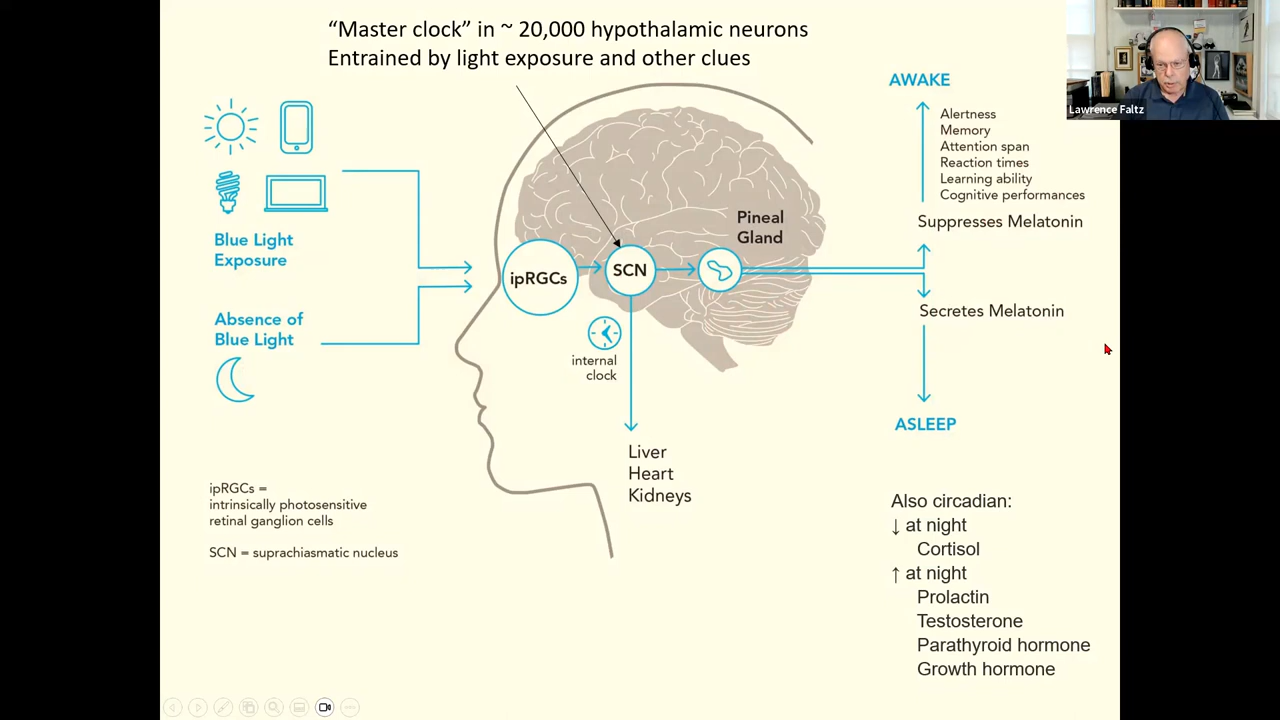 “Master clock” in ~ 20,000 hypothalamic neurons
Entrained by light exposure and other clues
Lawrence Faltz
Blue Light
Exposure
Absence of
Blue Light
ipRGCs
SCN
Pineal
Gland
internal
clock
Liver
Heart
Kidneys
AWAKE
Alertness
Memory
Attention span
Reaction times
Learning ability
Cognitive performances
Suppresses Melatonin
Secretes Melatonin
ASLEEP
ipRGCs =
intrinsically photosensitive
retinal ganglion cells
SCN = suprachiasmatic nucleus
Also circadian:
↓ at night
Cortisol
↑ at night
Prolactin
Testosterone
Parathyroid hormone
Growth hormone